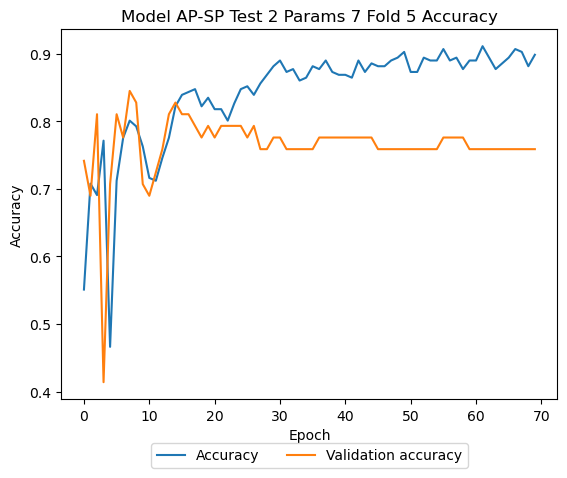 Model AP-SP Test 2 Params 7 Fold 5 Accuracy
0.9
0.8
0.7
0.6
0.5
0.4
Accuracy
0 10 20 30 40 50 60 70
Epoch
Accuracy Validation accuracy